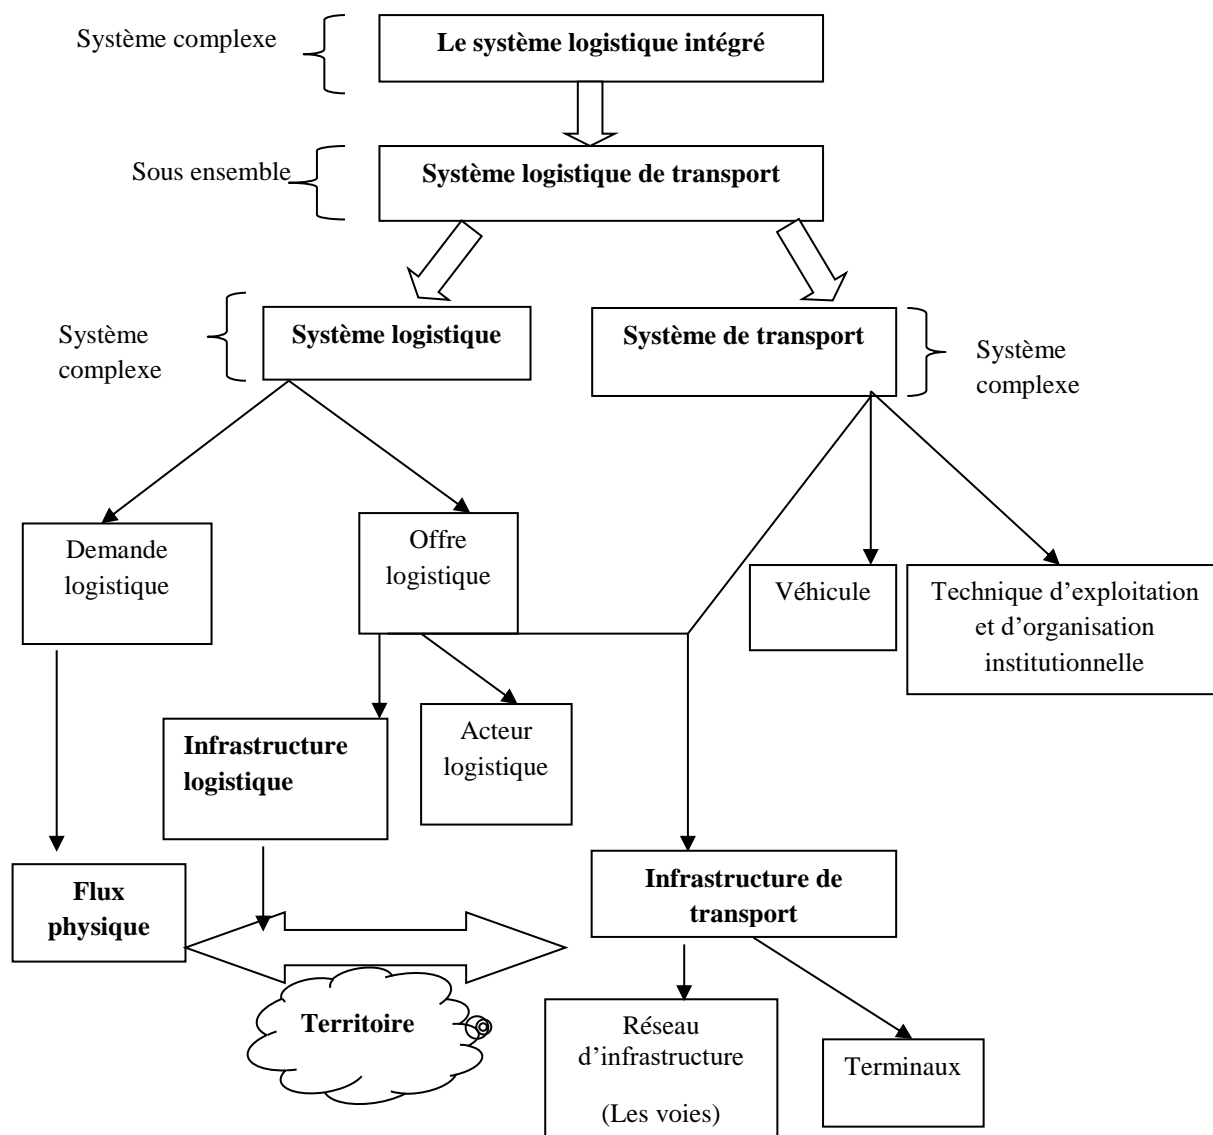 Système complexe
Le système logistique intégré
Sous ensemble
Système logistique de transport
Système
complexe
Système logistique
Système de transport
Système
complexe
Demande
logistique
Offre
logistique
Véhicule
Technique d’exploitation
et d’organisation
institutionnelle
Infrastructure
logistique
Acteur
logistique
Flux
physique
Infrastructure de
transport
Territoire
Réseau
d’infrastructure
(Les voies)
Terminaux